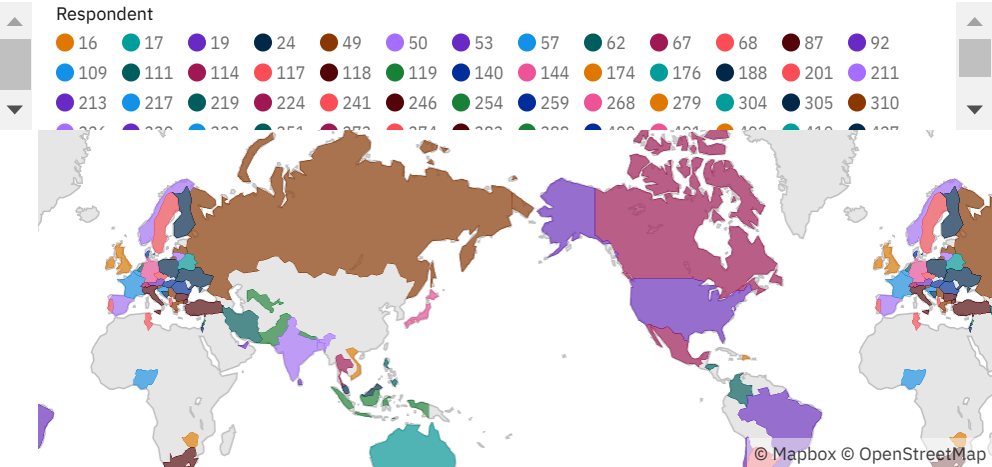 Respondent
16 17 19 24 49 50 53 57 62 67 68 87 92
109 111 114 117 118 119 140 144 174 176 188 201 211
213 217 219 224 241 246 254 259 268 279 304 305 310
© Mapbox © OpenStreetMap